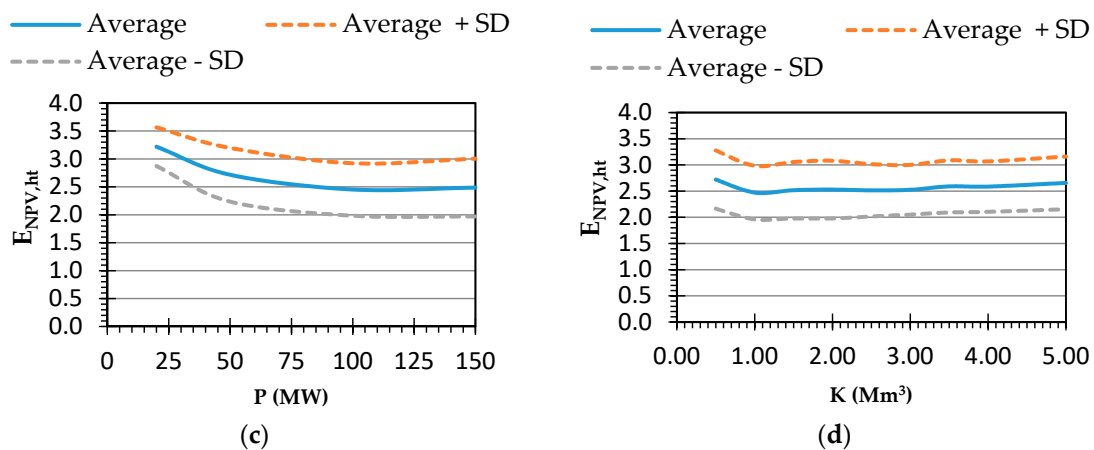 Average Average + SD
Average - SD
E_NPV,ht
4.0
3.5
3.0
2.5
2.0
1.5
1.0
0.5
0.0
0 25 50 75 100 125 150
P (MW)
(c)
Average Average + SD
Average - SD
E_NPV,ht
4.0
3.5
3.0
2.5
2.0
1.5
1.0
0.5
0.0
0.00 1.00 2.00 3.00 4.00 5.00
K (Mm³)
(d)